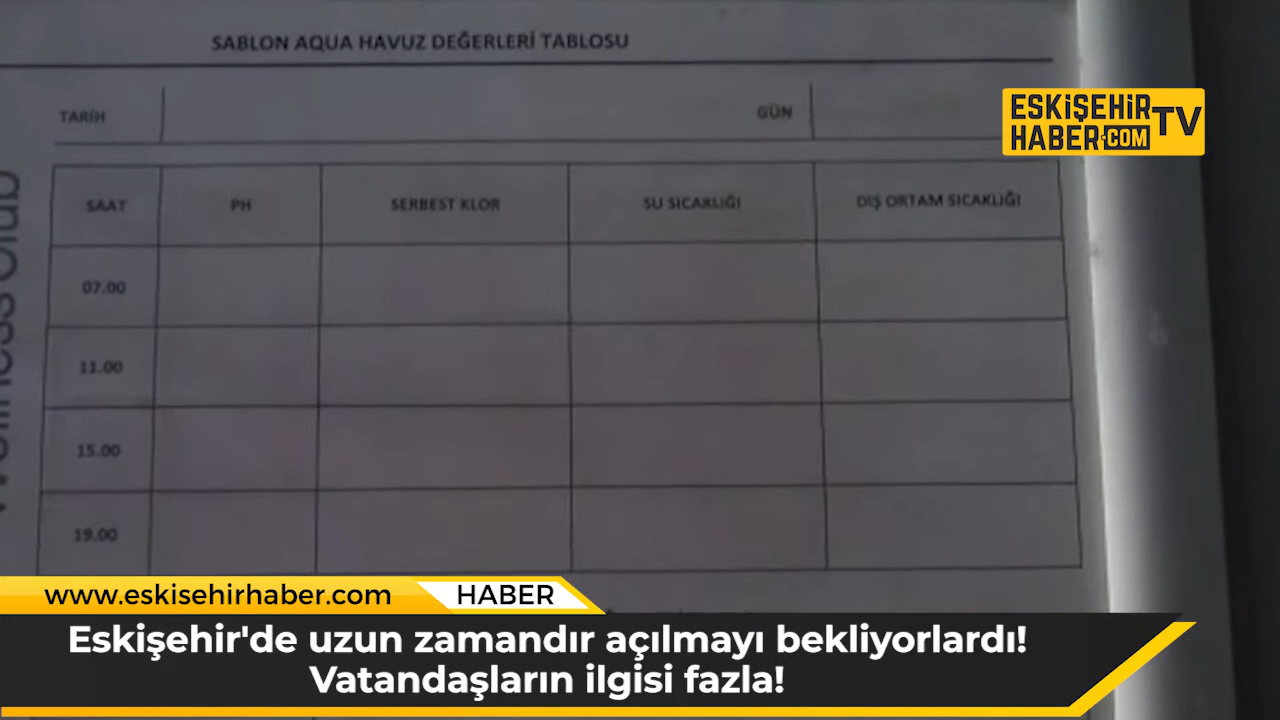 SABLON AQUA HAVUZ DEĞERLERİ TABLOSU
TARİH GÜN
ESKİŞEHİR
HABER.COM TV
SAAT PH SERBEST KLOR SU SICAKLIĞI DIŞ ORTAM SICAKLIĞI
07.00
11.00
15.00
19.00
Wellness Club
www.eskisehirhaber.com HABER
Eskişehir'de uzun zamandır açılmayı bekliyorlardı!
Vatandaşların ilgisi fazla!